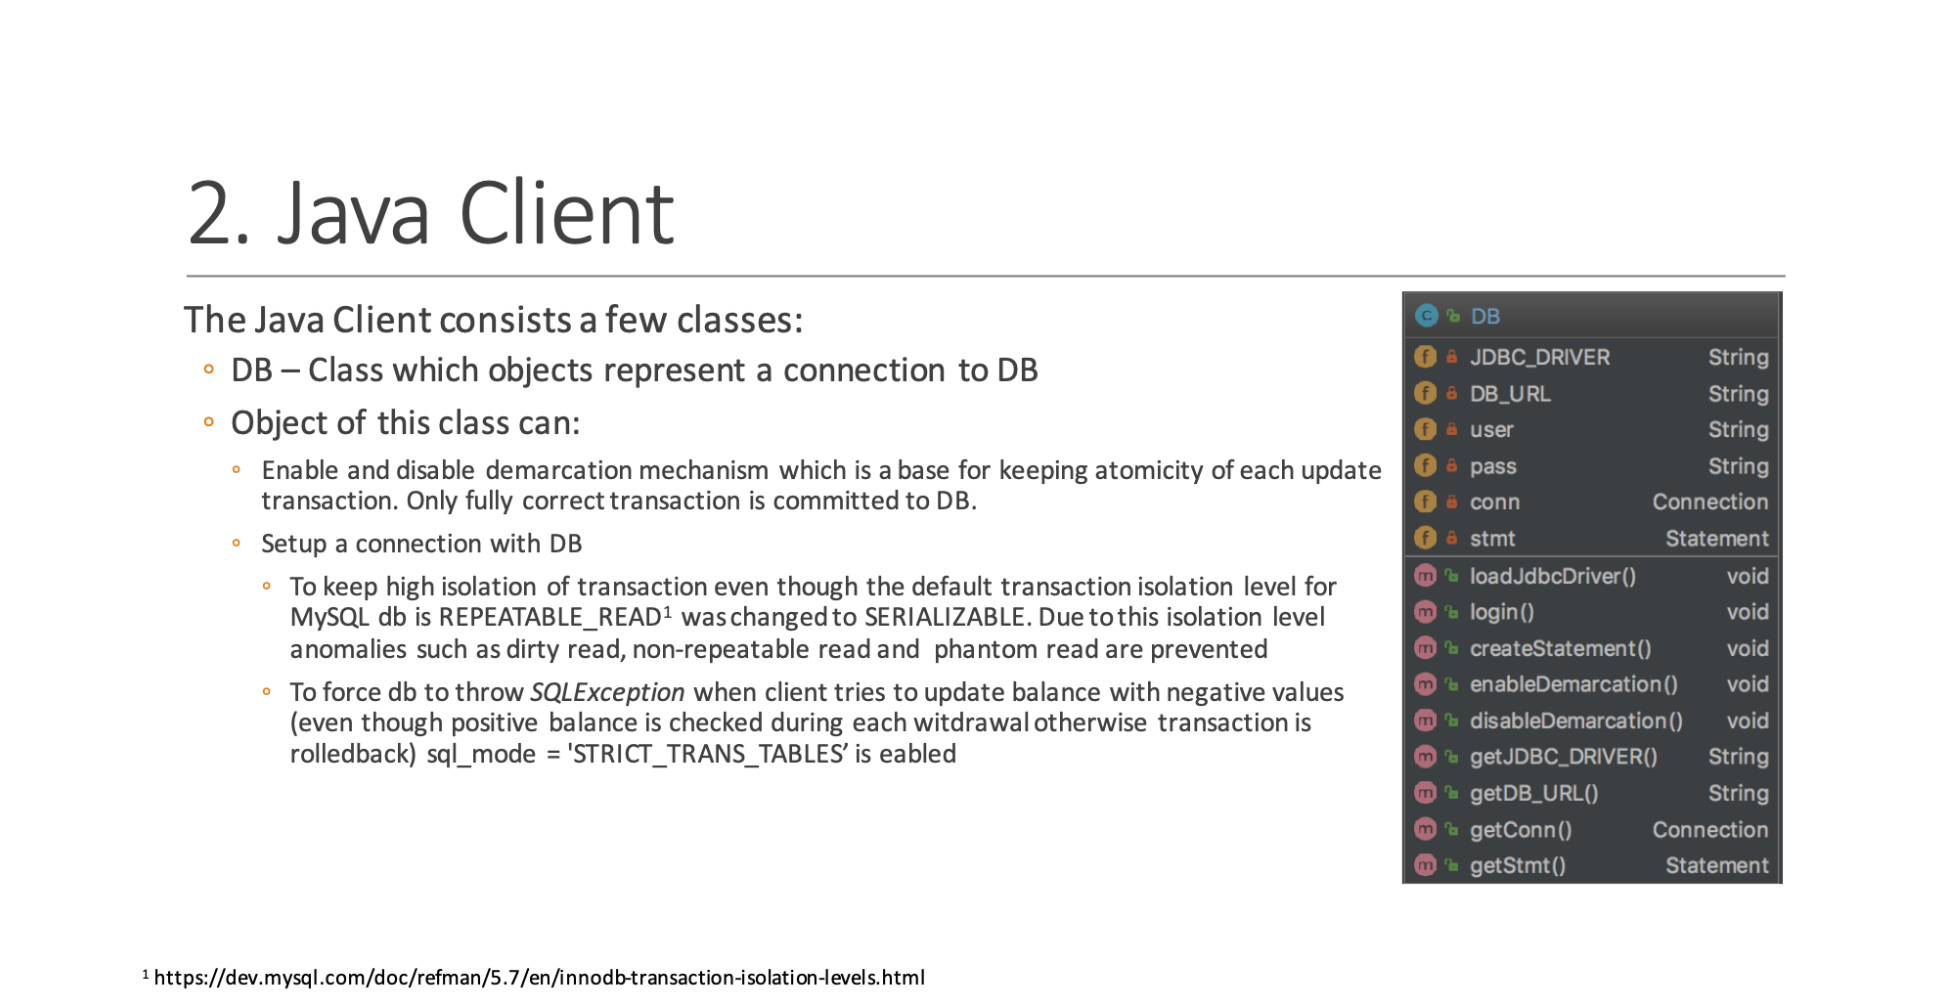 2. Java Client
The Java Client consists a few classes:
◦ DB – Class which objects represent a connection to DB
◦ Object of this class can:
◦ Enable and disable demarcation mechanism which is a base for keeping atomicity of each update
transaction. Only fully correct transaction is committed to DB.
◦ Setup a connection with DB
◦ To keep high isolation of transaction even though the default transaction isolation level for
MySQL db is REPEATABLE_READ¹ was changed to SERIALIZABLE. Due to this isolation level
anomalies such as dirty read, non-repeatable read and phantom read are prevented
◦ To force db to throw SQLException when client tries to update balance with negative values
(even though positive balance is checked during each witdrawal otherwise transaction is
rolledback) sql_mode = 'STRICT_TRANS_TABLES’ is eabled
C DB
f JDBC_DRIVER String
f DB_URL String
f user String
f pass String
f conn Connection
f stmt Statement
m loadJdbcDriver() void
m login() void
m createStatement() void
m enableDemarcation() void
m disableDemarcation() void
m getJDBC_DRIVER() String
m getDB_URL() String
m getConn() Connection
m getStmt() Statement
¹ https://dev.mysql.com/doc/refman/5.7/en/innodb-transaction-isolation-levels.html